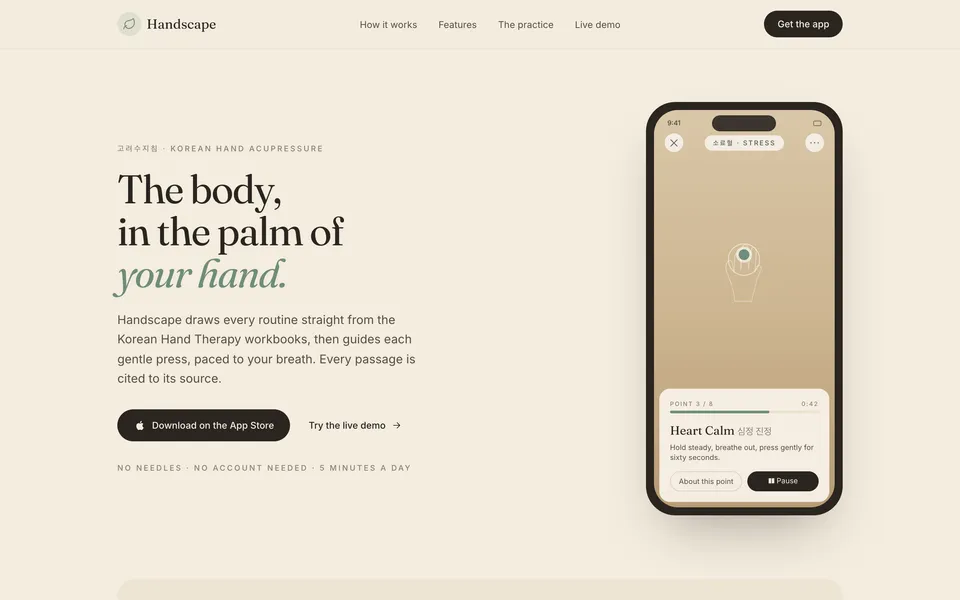 Handscape
How it works
Features
The practice
Live demo
Get the app
고려수지침 · KOREAN HAND ACUPRESSURE
The body,
in the palm of
your hand.
Handscape draws every routine straight from the
Korean Hand Therapy workbooks, then guides each
gentle press, paced to your breath. Every passage is
cited to its source.
Download on the App Store
Try the live demo →
NO NEEDLES · NO ACCOUNT NEEDED · 5 MINUTES A DAY
9:41
소르혈 · STRESS
POINT 3 / 8
0:42
Heart Calm 심정 진정
Hold steady, breathe out, press gently for
sixty seconds.
About this point
Pause